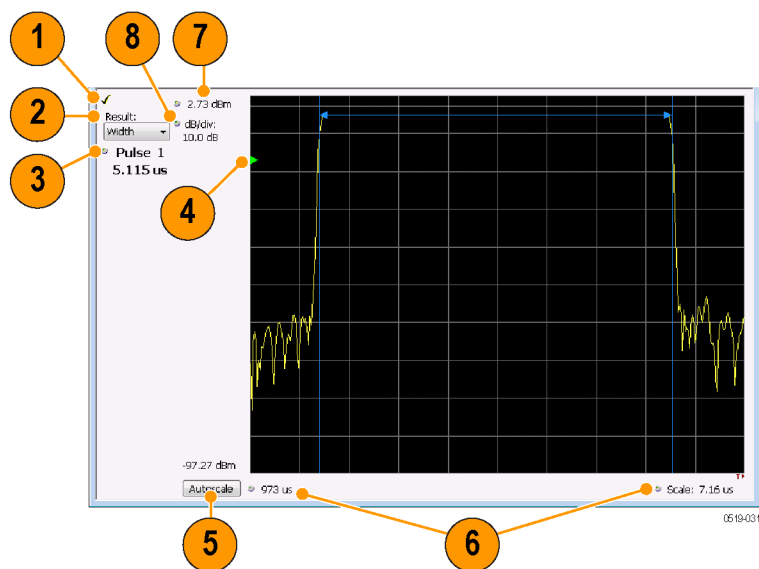 1
8
7
2
✓
2.73 dBm
Result:
Width
dB/div:
10.0 dB
3
Pulse 1
5.115 us
4
-97.27 dBm
Autoscale
973 us
Scale: 7.16 us
5
6
0519-031